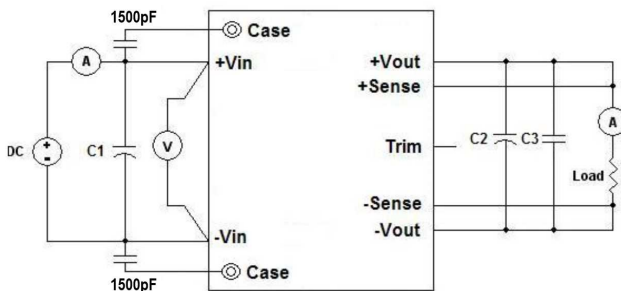 1500pF
Case
A
+Vin
+Vout
+Sense
A
DC
C1
V
Trim
C2
C3
Load
-Sense
-Vin
-Vout
Case
1500pF